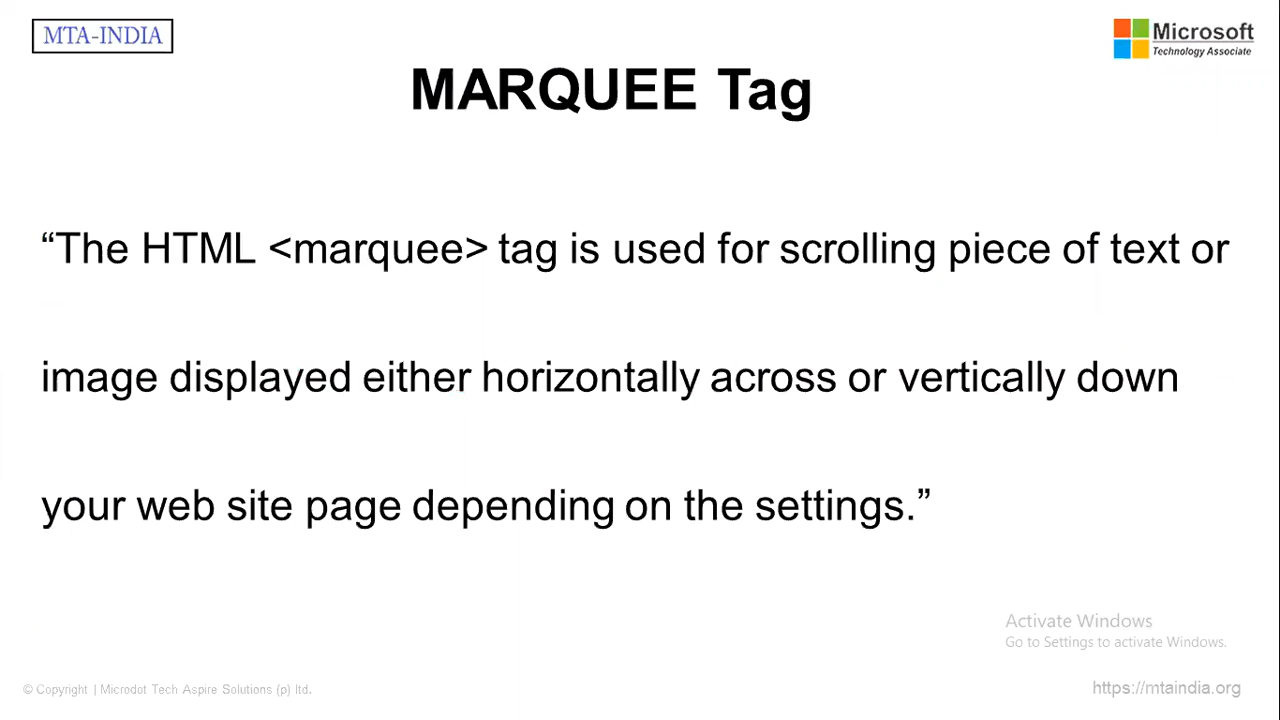 MTA-INDIA
Microsoft
Technology Associate
MARQUEE Tag
“The HTML <marquee> tag is used for scrolling piece of text or
image displayed either horizontally across or vertically down
your web site page depending on the settings.”
Activate Windows
Go to Settings to activate Windows.
© Copyright | Microdot Tech Aspire Solutions (p) ltd.
https://mtaindia.org